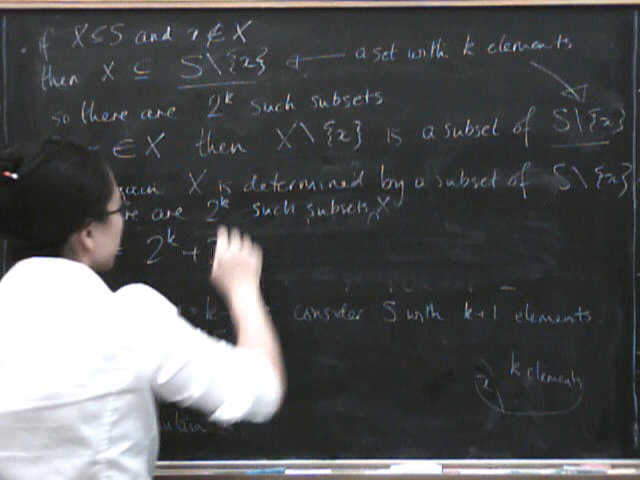 · if X ⊆ S and x ∉ X
then X ⊆ S \ {x} ← a set with k elements
so there are 2^k such subsets
∈ X then X \ {x} is a subset of S \ {x}
X is determined by a subset of S \ {x}
are 2^k such subsets X
2^k +
consider S with k+1 elements
x k elements